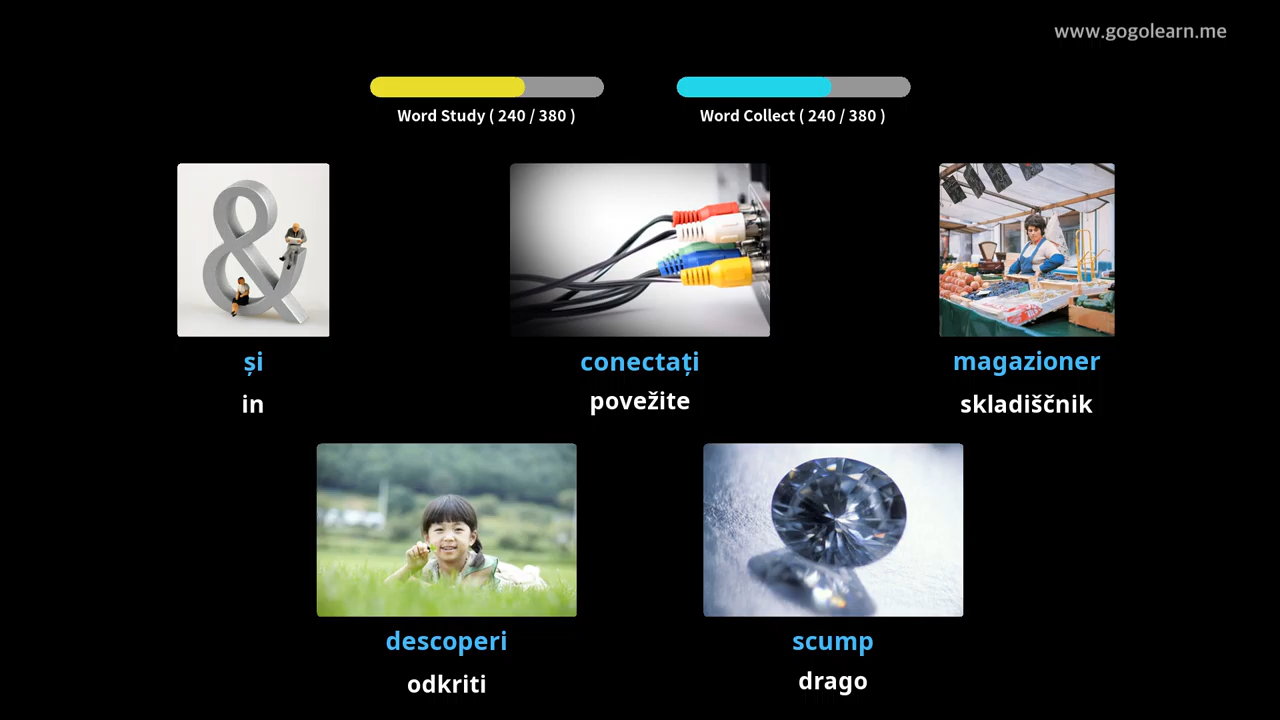 www.gogolearn.me
Word Study ( 240 / 380 )
Word Collect ( 240 / 380 )
&
și
in
conectați
povežite
magazioner
skladiščnik
descoperi
odkriti
scump
drago